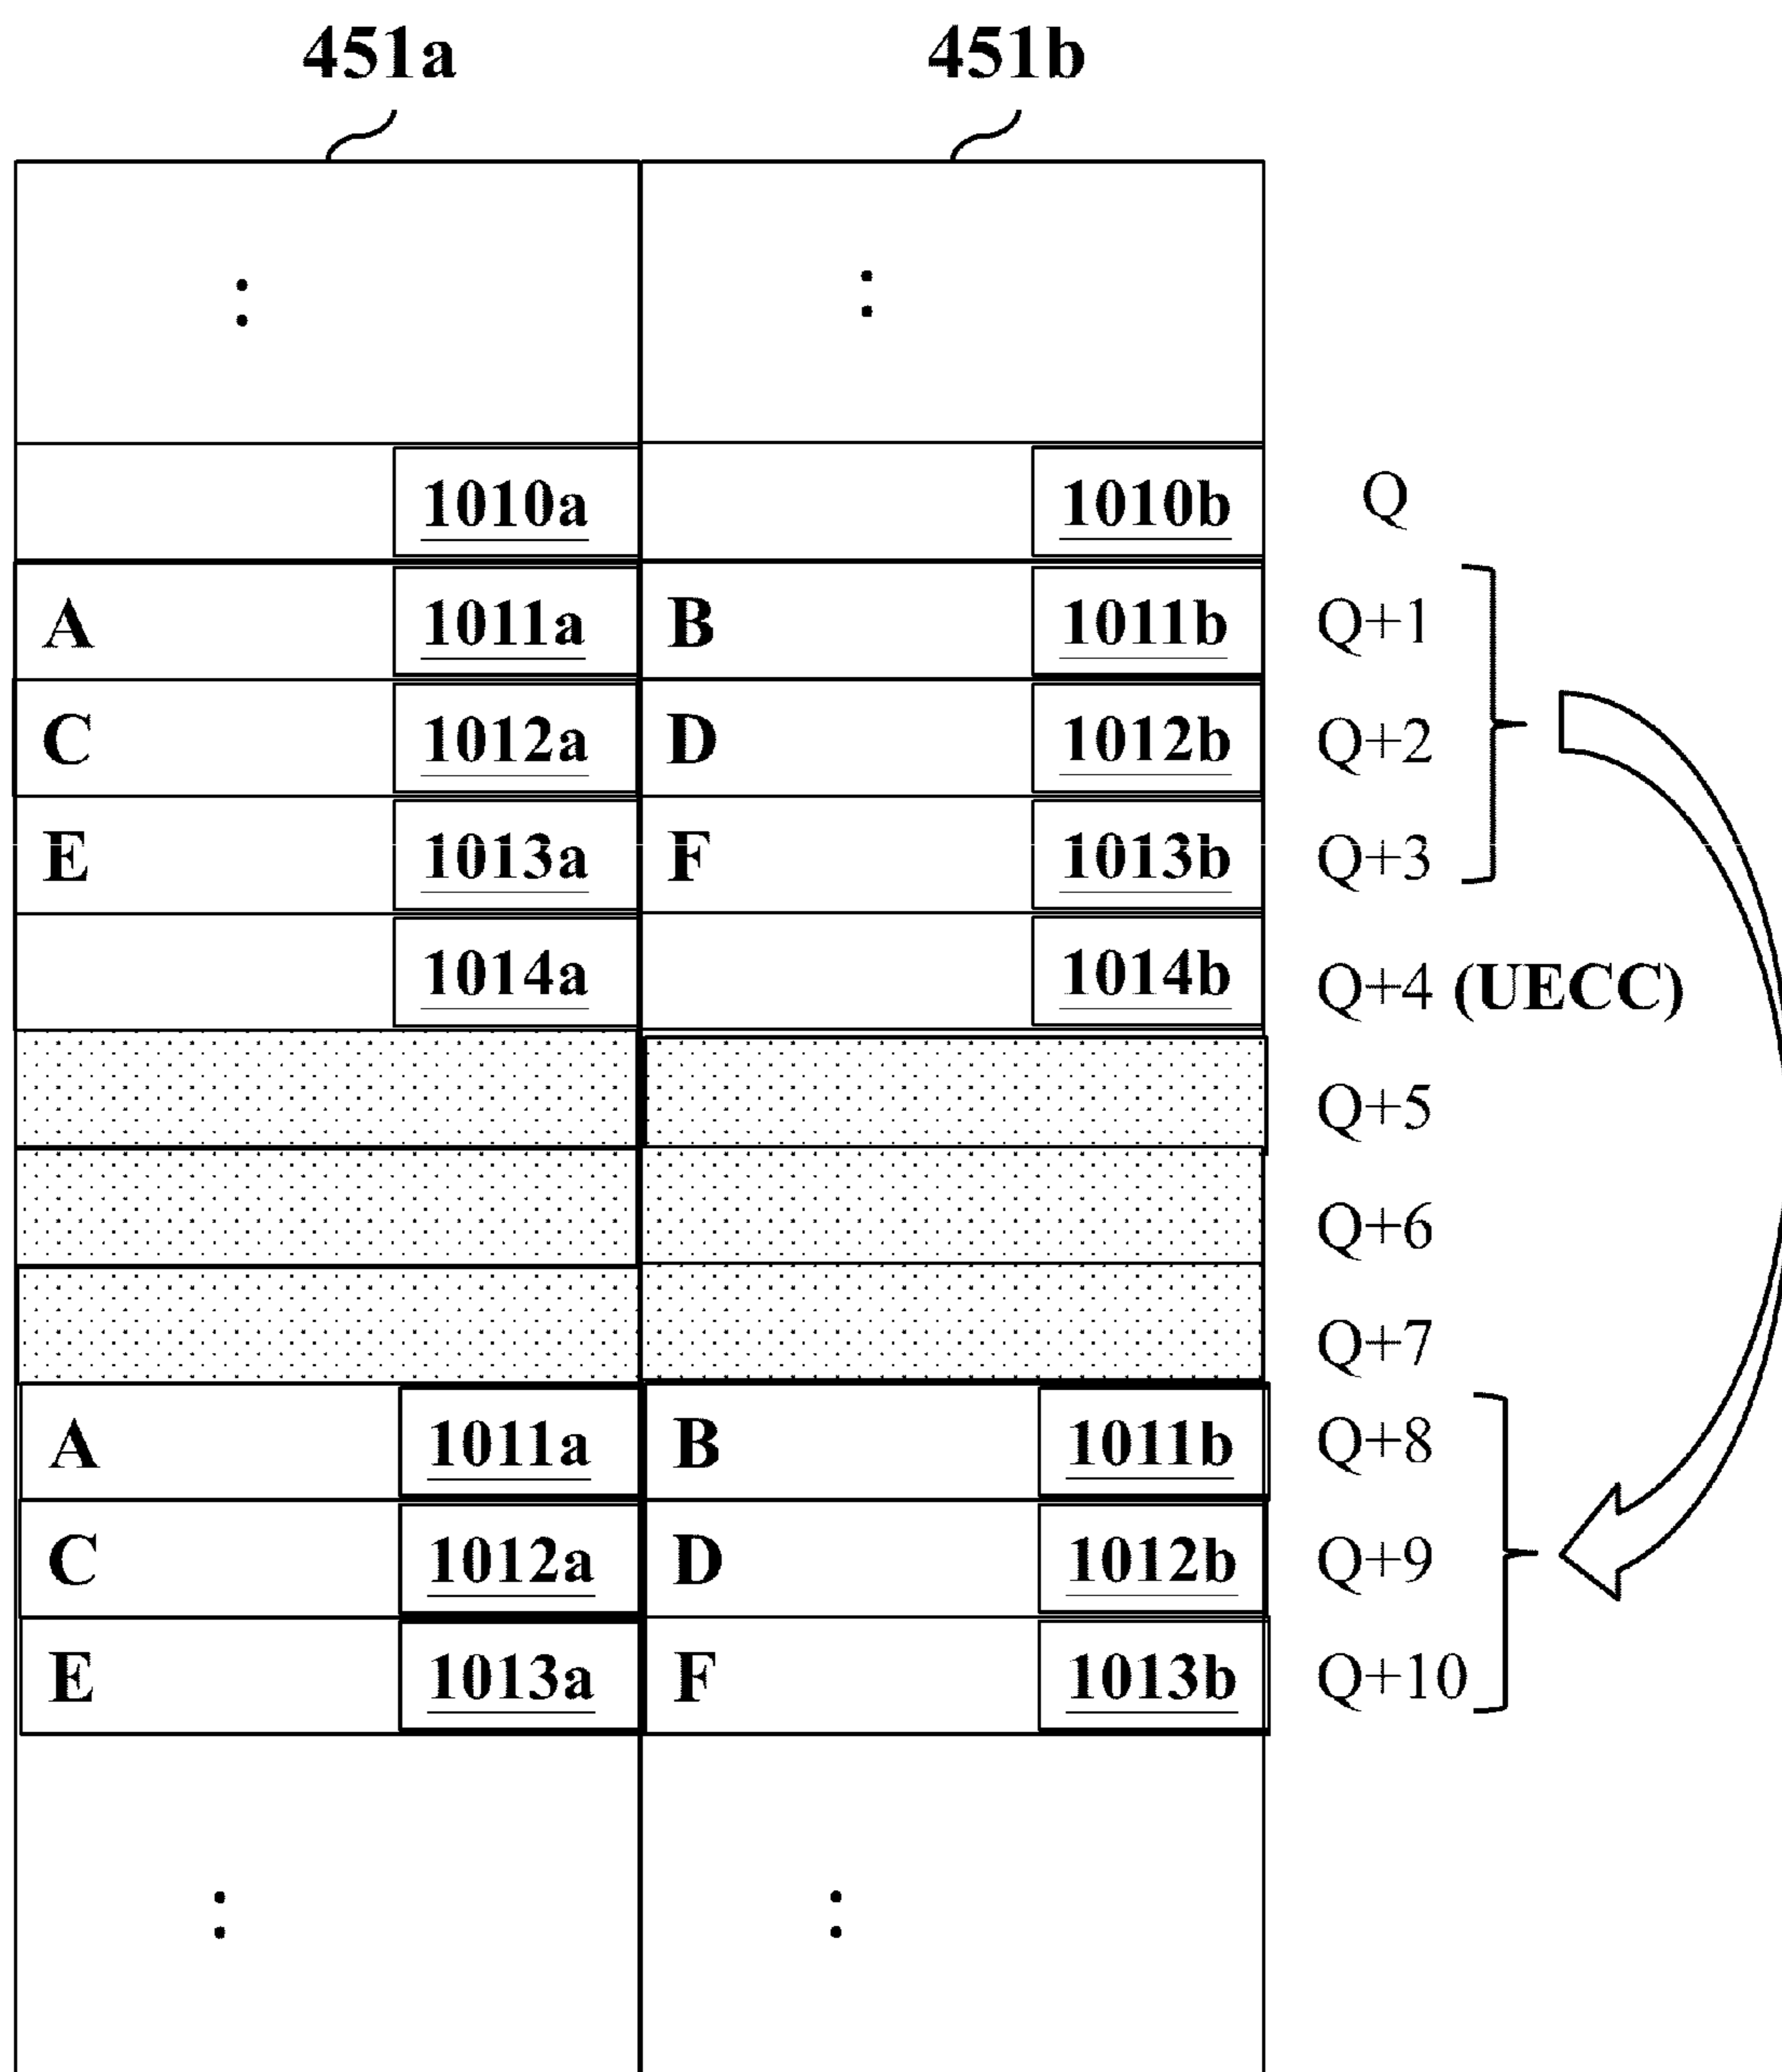 451a 451b
:
:
1010a 1010b Q
A 1011a B 1011b Q+1
C 1012a D 1012b Q+2
E 1013a F 1013b Q+3
1014a 1014b Q+4 (UECC)
Q+5
Q+6
Q+7
A 1011a B 1011b Q+8
C 1012a D 1012b Q+9
E 1013a F 1013b Q+10
:
: